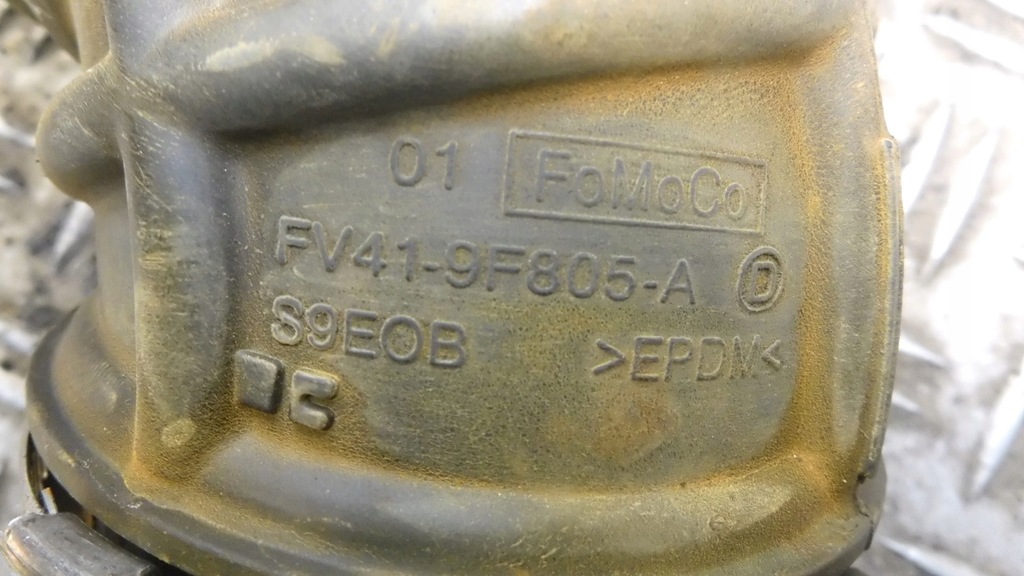 01 FoMoCo
FV41-9F805-A D
S9EOB >EPDM<